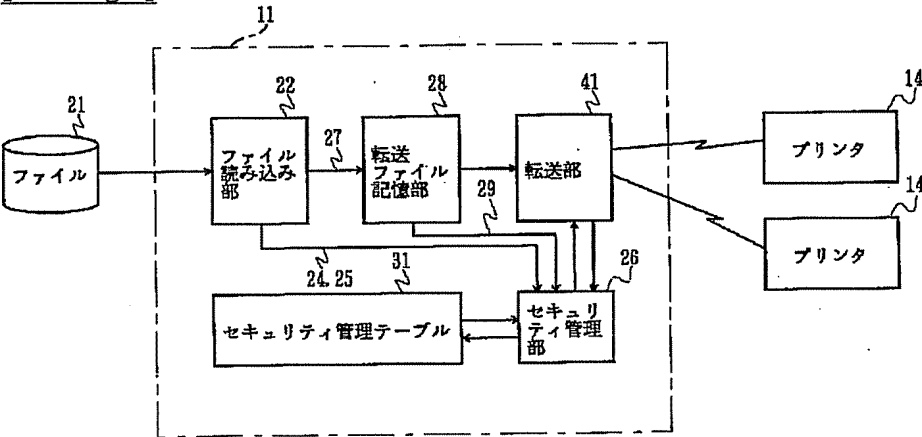 11
21
ファイル
22
ファイル
読み込み
部
27
28
転送
ファイル
記憶部
29
41
転送部
14
プリンタ
14
プリンタ
24, 25
31
セキュリティ管理テーブル
26
セキュリ
ティ管理
部